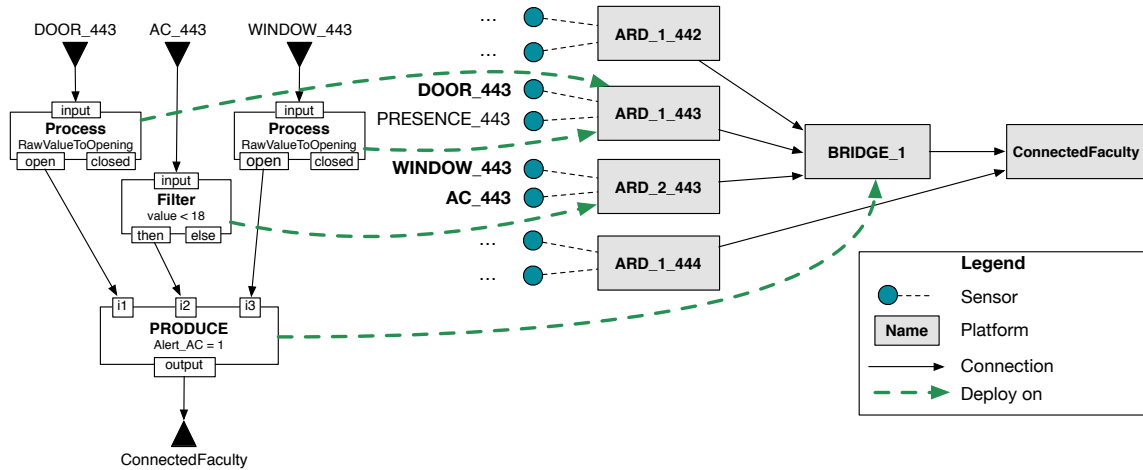 DOOR_443
AC_443
WINDOW_443
input
Process
RawValueToOpening
open
closed
input
Process
RawValueToOpening
open
closed
input
Filter
value < 18
then
else
i1
i2
i3
PRODUCE
Alert_AC = 1
output
ConnectedFaculty
...
...
DOOR_443
PRESENCE_443
WINDOW_443
AC_443
...
...
ARD_1_442
ARD_1_443
ARD_2_443
ARD_1_444
BRIDGE_1
ConnectedFaculty
Legend
Sensor
Name
Platform
Connection
Deploy on